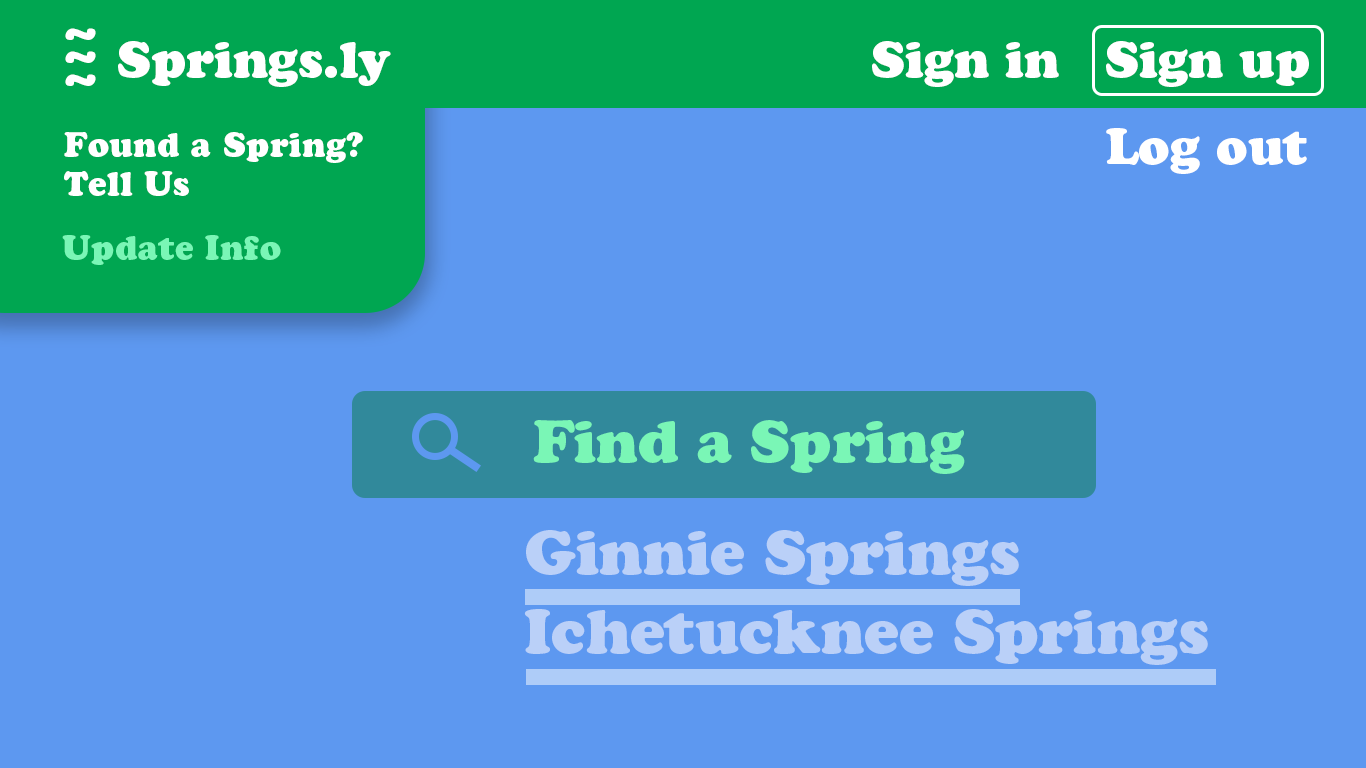 Springs.ly
Sign in
Sign up
Log out
Found a Spring?
Tell Us
Update Info
Find a Spring
Ginnie Springs
Ichetucknee Springs